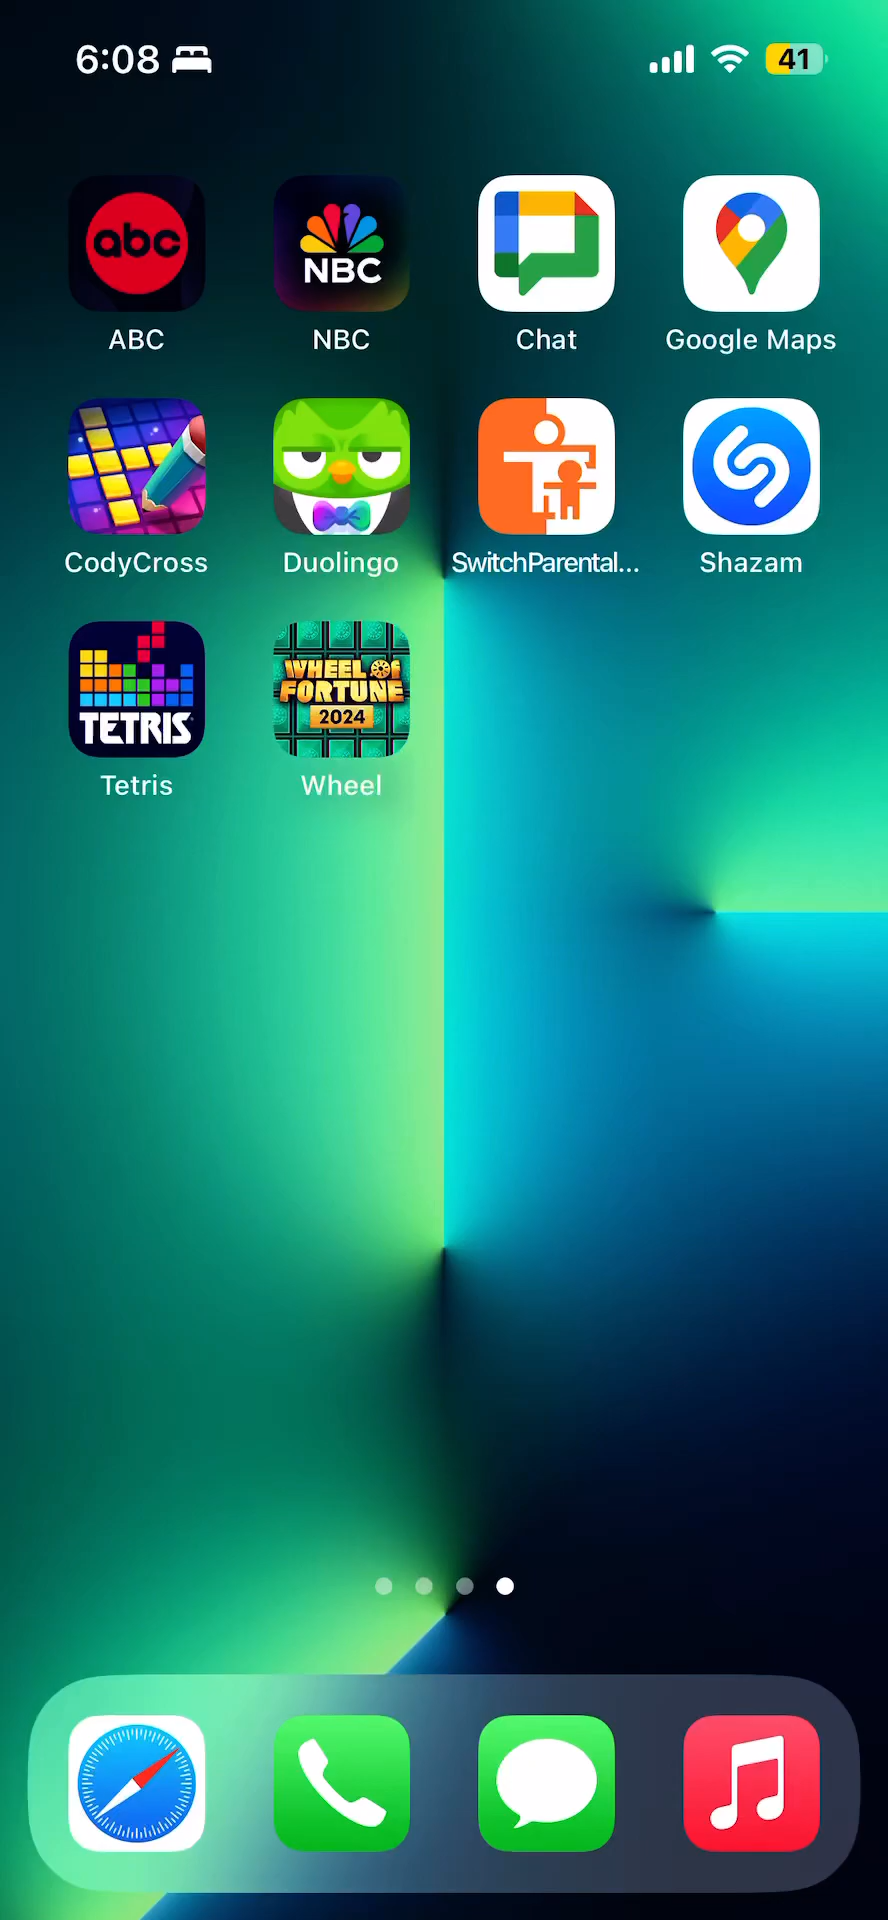 6:08
41
abc
NBC
ABC
NBC
Chat
Google Maps
CodyCross
Duolingo
SwitchParental...
Shazam
TETRIS
WHEEL OF
FORTUNE
2024
Tetris
Wheel